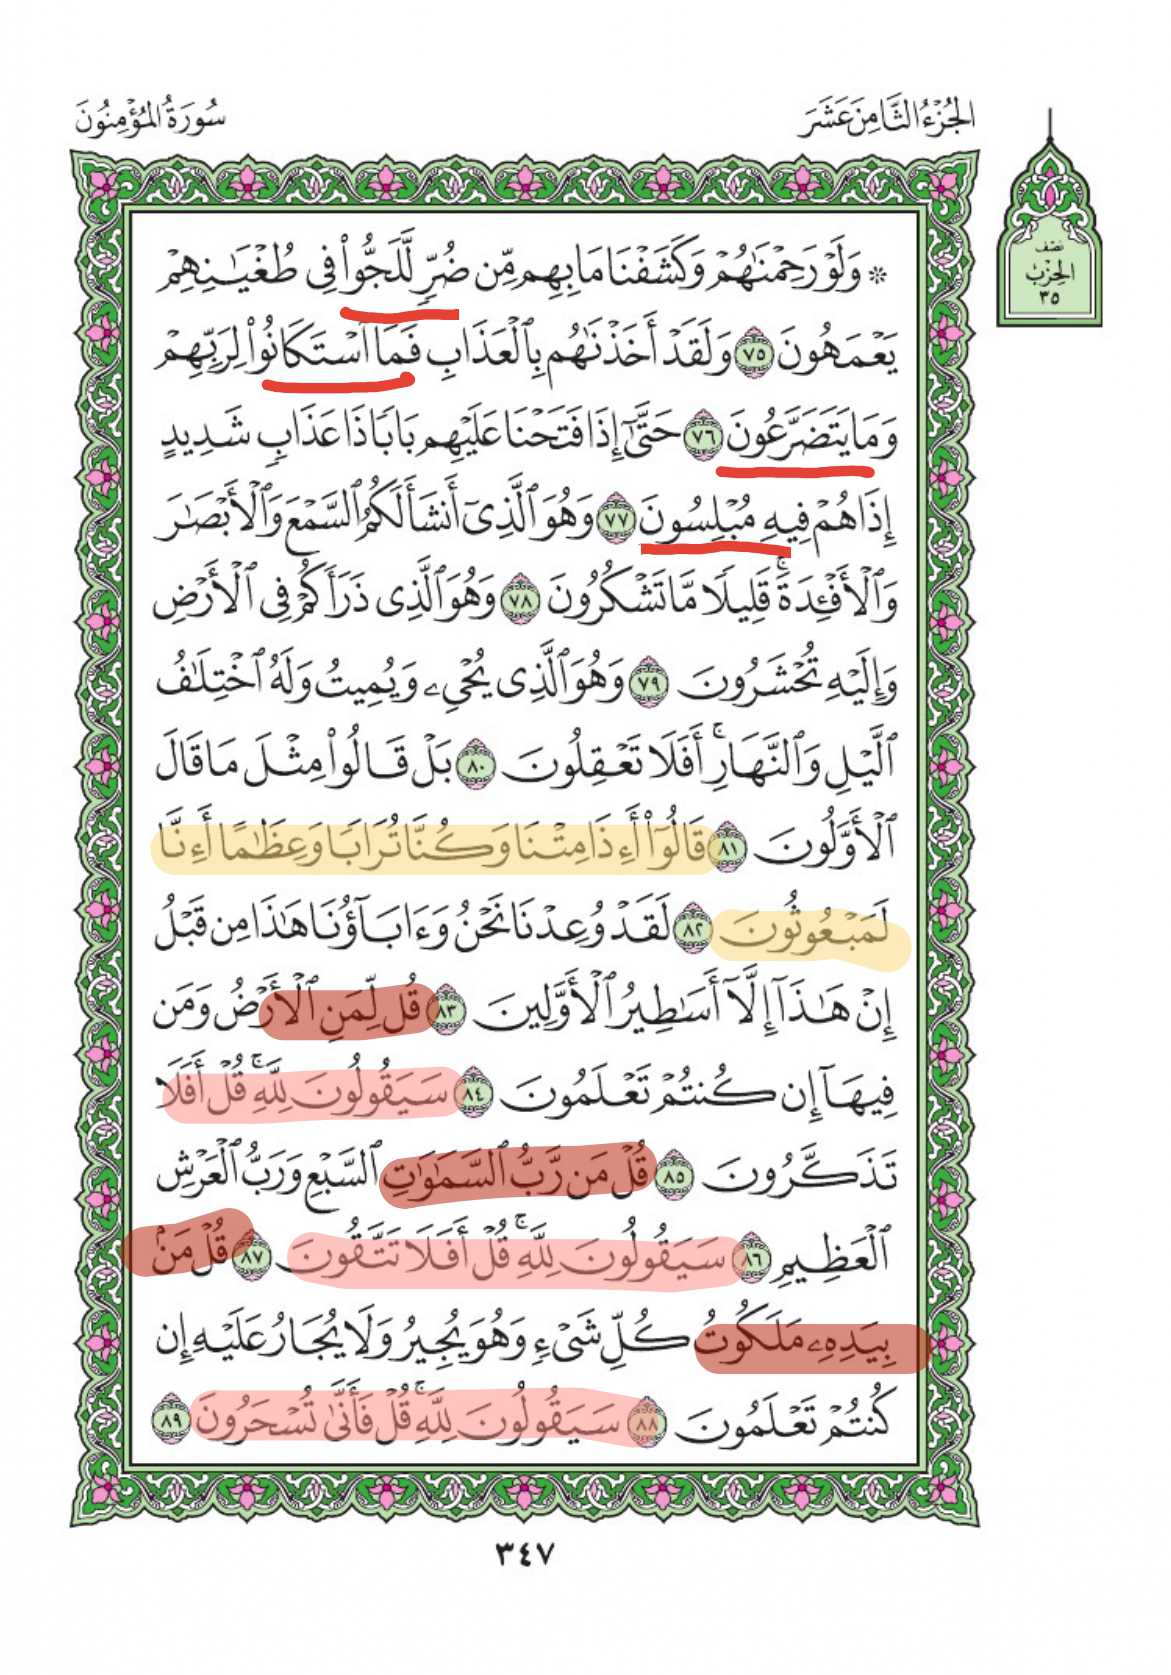 الجُزْءُ الثَّامِنَ عَشَرَ
سُورَةُ المُؤْمِنُونَ
نصف
الحِزْب
٣٥
* وَلَوْ رَحِمْنَٰهُمْ وَكَشَفْنَا مَا بِهِم مِّن ضُرٍّ لَّلَجُّوا۟ فِى طُغْيَٰنِهِمْ
يَعْمَهُونَ ٧٥ وَلَقَدْ أَخَذْنَٰهُم بِٱلْعَذَابِ فَمَا ٱسْتَكَانُوا۟ لِرَبِّهِمْ
وَمَا يَتَضَرَّعُونَ ٧٦ حَتَّىٰٓ إِذَا فَتَحْنَا عَلَيْهِم بَابًا ذَا عَذَابٍ شَدِيدٍ
إِذَا هُمْ فِيهِ مُبْلِسُونَ ٧٧ وَهُوَ ٱلَّذِىٓ أَنشَأَ لَكُمُ ٱلسَّمْعَ وَٱلْأَبْصَٰرَ
وَٱلْأَفْـِٔدَةَ ۚ قَلِيلًا مَّا تَشْكُرُونَ ٧٨ وَهُوَ ٱلَّذِى ذَرَأَكُمْ فِى ٱلْأَرْضِ
وَإِلَيْهِ تُحْشَرُونَ ٧٩ وَهُوَ ٱلَّذِى يُحْىِۦ وَيُمِيتُ وَلَهُ ٱخْتِلَٰفُ
ٱلَّيْلِ وَٱلنَّهَارِ ۚ أَفَلَا تَعْقِلُونَ ٨٠ بَلْ قَالُوا۟ مِثْلَ مَا قَالَ
ٱلْأَوَّلُونَ ٨١ قَالُوٓا۟ أَءِذَا مِتْنَا وَكُنَّا تُرَابًا وَعِظَٰمًا أَءِنَّا
لَمَبْعُوثُونَ ٨٢ لَقَدْ وُعِدْنَا نَحْنُ وَءَابَآؤُنَا هَٰذَا مِن قَبْلُ
إِنْ هَٰذَآ إِلَّآ أَسَٰطِيرُ ٱلْأَوَّلِينَ ٨٣ قُل لِّمَنِ ٱلْأَرْضُ وَمَن
فِيهَآ إِن كُنتُمْ تَعْلَمُونَ ٨٤ سَيَقُولُونَ لِلَّهِ ۚ قُلْ أَفَلَا
تَذَكَّرُونَ ٨٥ قُلْ مَن رَّبُّ ٱلسَّمَٰوَٰتِ ٱلسَّبْعِ وَرَبُّ ٱلْعَرْشِ
ٱلْعَظِيمِ ٨٦ سَيَقُولُونَ لِلَّهِ ۚ قُلْ أَفَلَا تَتَّقُونَ ٨٧ قُلْ مَنۢ
بِيَدِهِۦ مَلَكُوتُ كُلِّ شَىْءٍ وَهُوَ يُجِيرُ وَلَا يُجَارُ عَلَيْهِ إِن
كُنتُمْ تَعْلَمُونَ ٨٨ سَيَقُولُونَ لِلَّهِ ۚ قُلْ فَأَنَّىٰ تُسْحَرُونَ ٨٩
٣٤٧